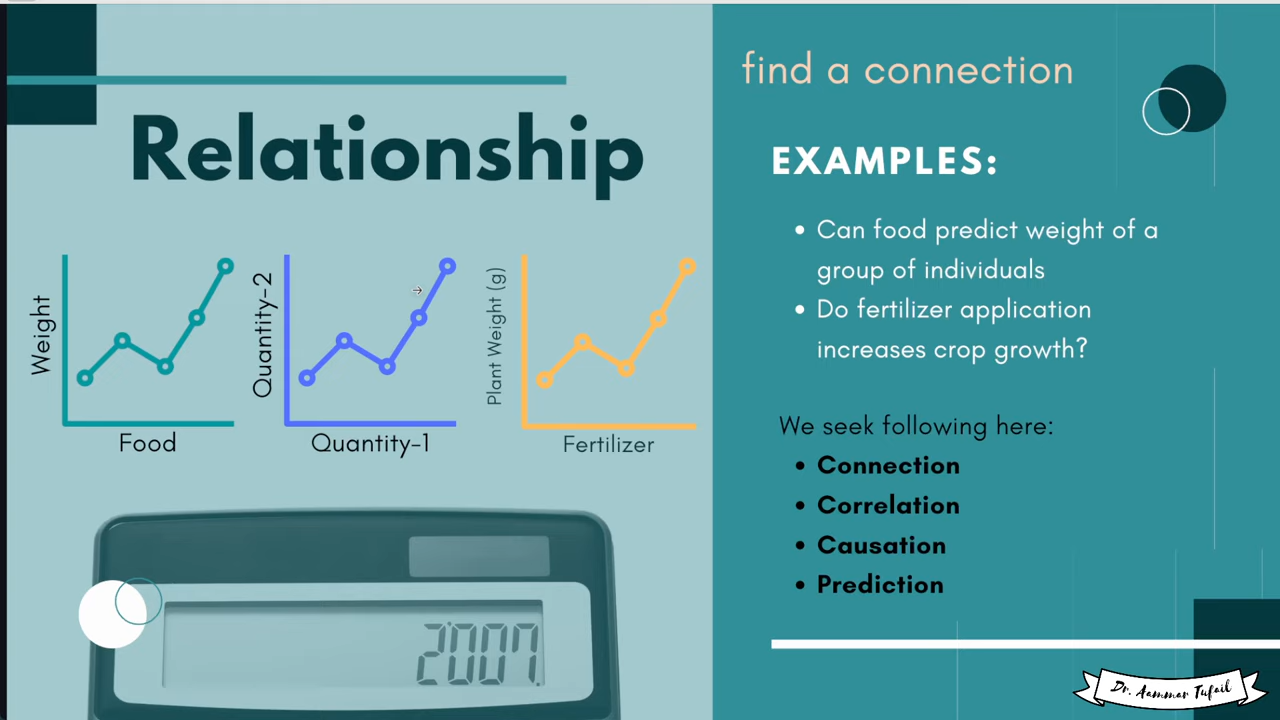 Relationship
Weight
Food
Quantity-2
Quantity-1
Plant Weight (g)
Fertilizer
2007.
find a connection
EXAMPLES:
• Can food predict weight of a
group of individuals
• Do fertilizer application
increases crop growth?
We seek following here:
• Connection
• Correlation
• Causation
• Prediction
Dr. Aammar Tufail